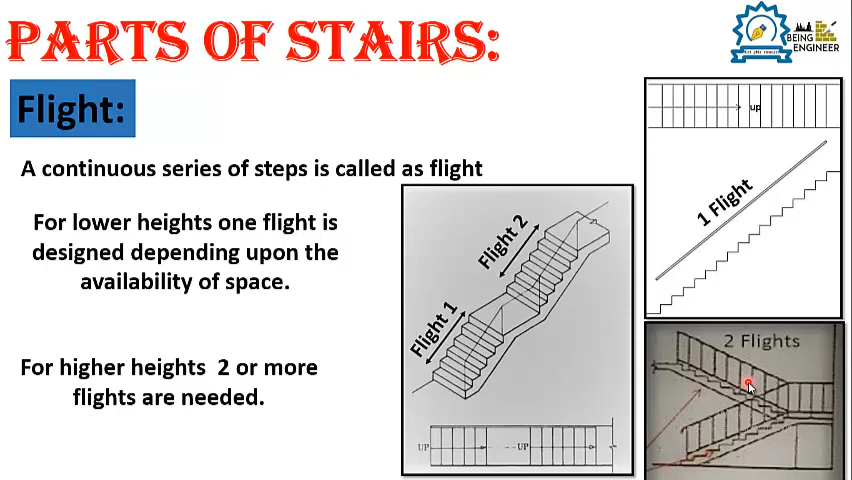 PARTS OF STAIRS:
BEING
ENGINEER
Flight:
A continuous series of steps is called as flight
For lower heights one flight is
designed depending upon the
availability of space.
For higher heights 2 or more
flights are needed.
Flight 1
Flight 2
UP
UP
up
1 Flight
2 Flights